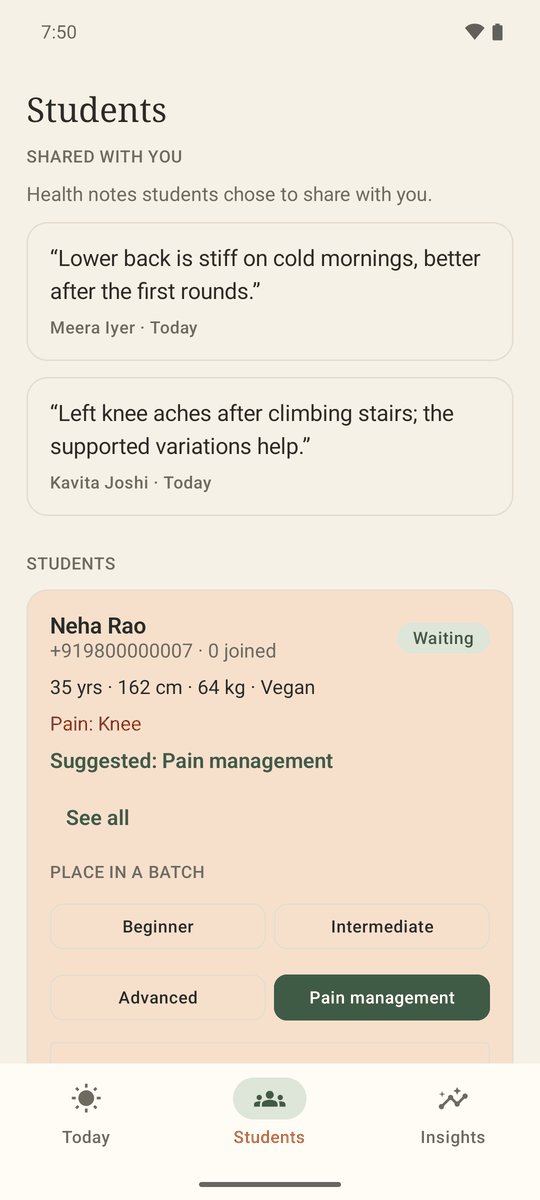 7:50
Students
SHARED WITH YOU
Health notes students chose to share with you.
“Lower back is stiff on cold mornings, better
after the first rounds.”
Meera Iyer · Today
“Left knee aches after climbing stairs; the
supported variations help.”
Kavita Joshi · Today
STUDENTS
Neha Rao
+919800000007 · 0 joined
Waiting
35 yrs · 162 cm · 64 kg · Vegan
Pain: Knee
Suggested: Pain management
See all
PLACE IN A BATCH
Beginner
Intermediate
Advanced
Pain management
Today
Students
Insights